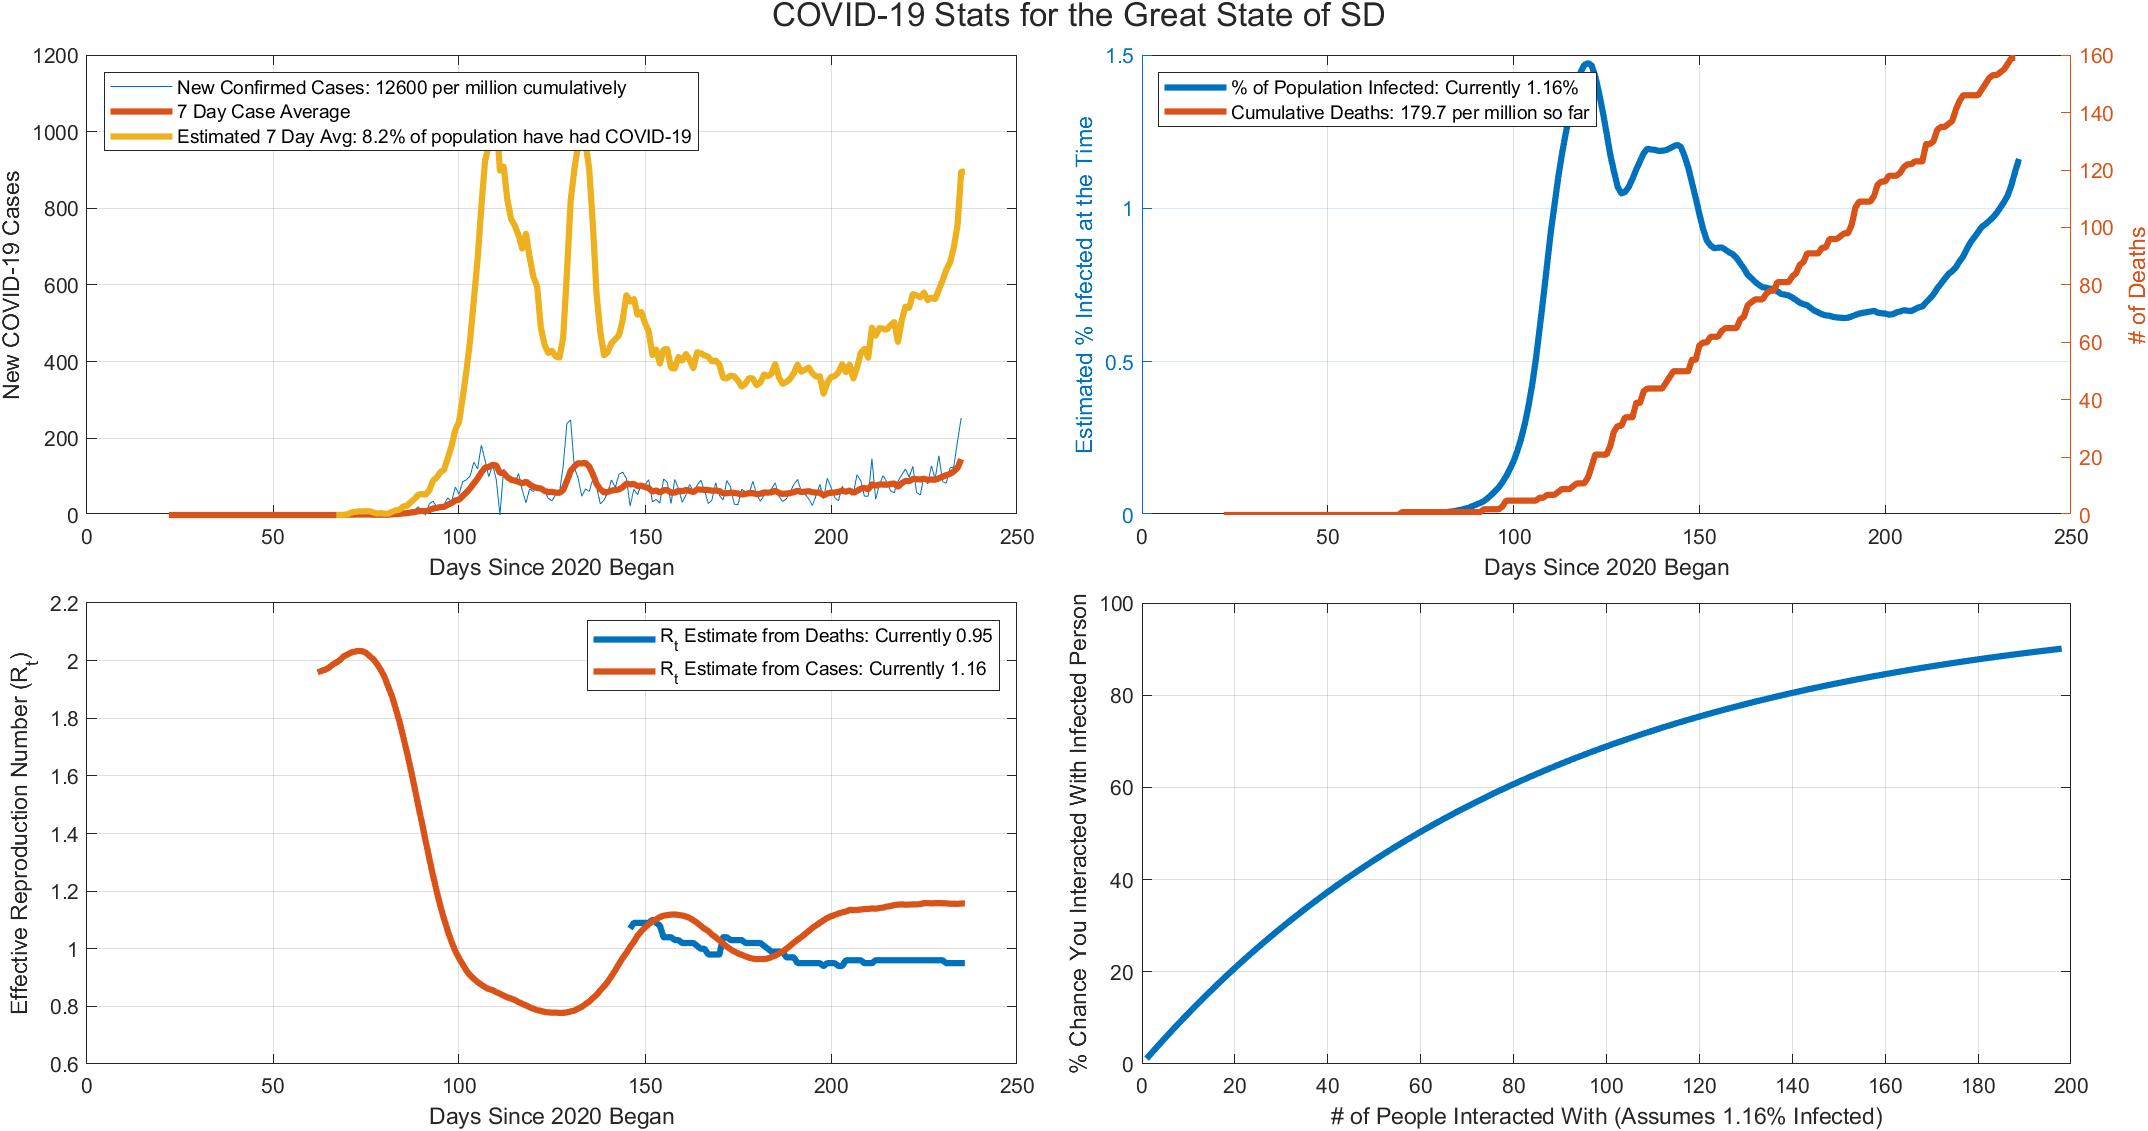 COVID-19 Stats for the Great State of SD
New COVID-19 Cases
1200
1000
800
600
400
200
0
New Confirmed Cases: 12600 per million cumulatively
7 Day Case Average
Estimated 7 Day Avg: 8.2% of population have had COVID-19
0 50 100 150 200 250
Days Since 2020 Began
Estimated % Infected at the Time
1.5
1
0.5
0
% of Population Infected: Currently 1.16%
Cumulative Deaths: 179.7 per million so far
160
140
120
100
80
60
40
20
0
# of Deaths
0 50 100 150 200 250
Days Since 2020 Began
Effective Reproduction Number (Rt)
2.2
2
1.8
1.6
1.4
1.2
1
0.8
0.6
Rt Estimate from Deaths: Currently 0.95
Rt Estimate from Cases: Currently 1.16
0 50 100 150 200 250
Days Since 2020 Began
% Chance You Interacted With Infected Person
100
80
60
40
20
0
0 20 40 60 80 100 120 140 160 180 200
# of People Interacted With (Assumes 1.16% Infected)